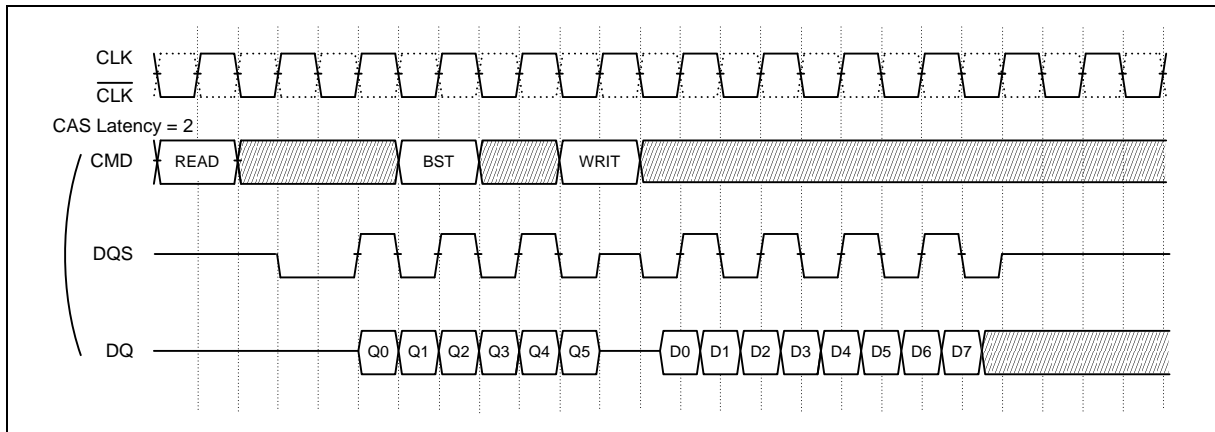 CLK
CLK
CAS Latency = 2
CMD READ BST WRIT
DQS
DQ Q0 Q1 Q2 Q3 Q4 Q5 D0 D1 D2 D3 D4 D5 D6 D7